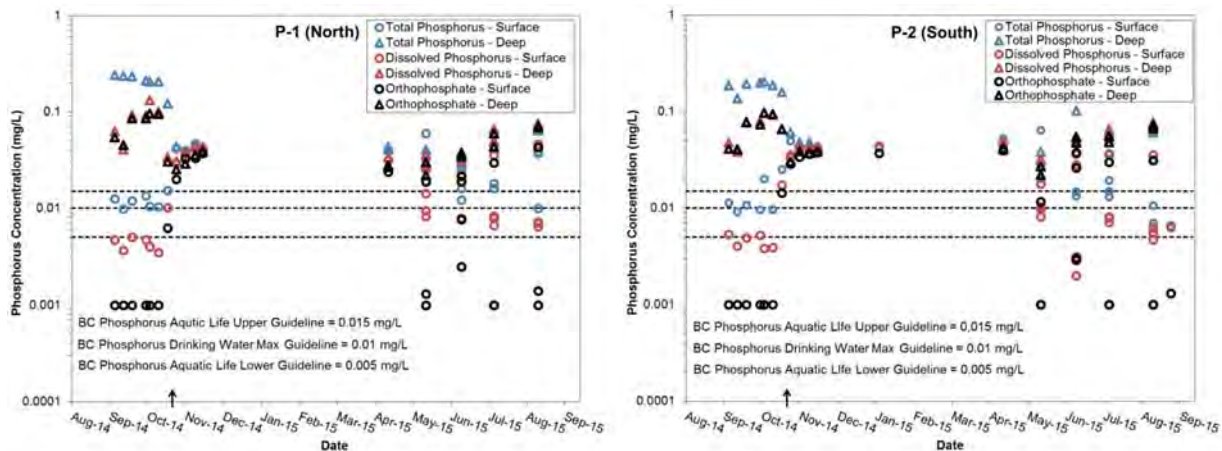 P-1 (North)
Total Phosphorus - Surface
Total Phosphorus - Deep
Dissolved Phosphorus - Surface
Dissolved Phosphorus - Deep
Orthophosphate - Surface
Orthophosphate - Deep
Phosphorus Concentration (mg/L)
1
0.1
0.01
0.001
0.0001
BC Phosphorus Aqutic Life Upper Guideline = 0.015 mg/L
BC Phosphorus Drinking Water Max Guideline = 0.01 mg/L
BC Phosphorus Aquatic Life Lower Guideline = 0.005 mg/L
Aug-14 Sep-14 Oct-14 Nov-14 Dec-14 Jan-15 Feb-15 Mar-15 Apr-15 May-15 Jun-15 Jul-15 Aug-15 Sep-15
Date
P-2 (South)
Total Phosphorus - Surface
Total Phosphorus - Deep
Dissolved Phosphorus - Surface
Dissolved Phosphorus - Deep
Orthophosphate - Surface
Orthophosphate - Deep
Phosphorus Concentration (mg/L)
1
0.1
0.01
0.001
0.0001
BC Phosphorus Aquatic Life Upper Guideline = 0.015 mg/L
BC Phosphorus Drinking Water Max Guideline = 0.01 mg/L
BC Phosphorus Aquatic Life Lower Guideline = 0.005 mg/L
Aug-14 Sep-14 Oct-14 Nov-14 Dec-14 Jan-15 Feb-15 Mar-15 Apr-15 May-15 Jun-15 Jul-15 Aug-15 Sep-15
Date